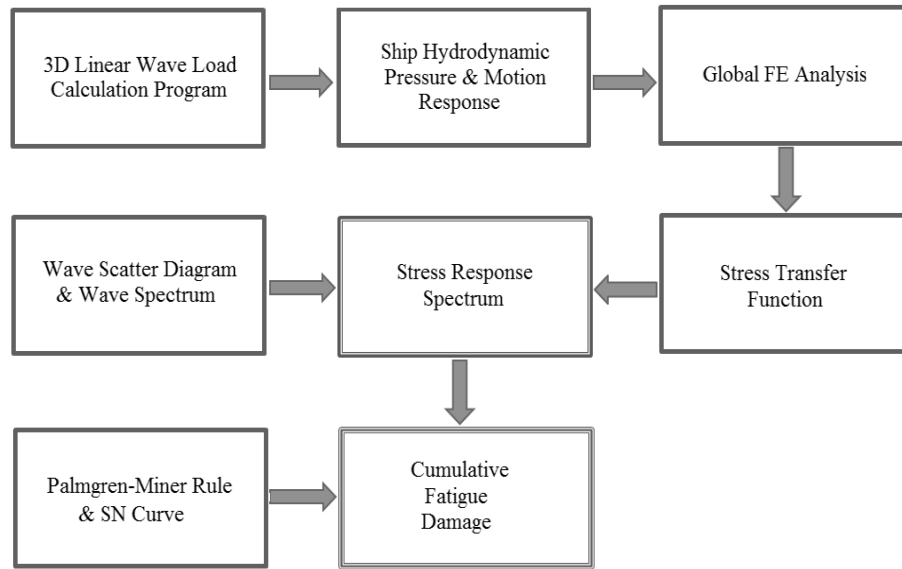 3D Linear Wave Load
Calculation Program
Ship Hydrodynamic
Pressure & Motion
Response
Global FE Analysis
Wave Scatter Diagram
& Wave Spectrum
Stress Response
Spectrum
Stress Transfer
Function
Palmgren-Miner Rule
& SN Curve
Cumulative
Fatigue
Damage